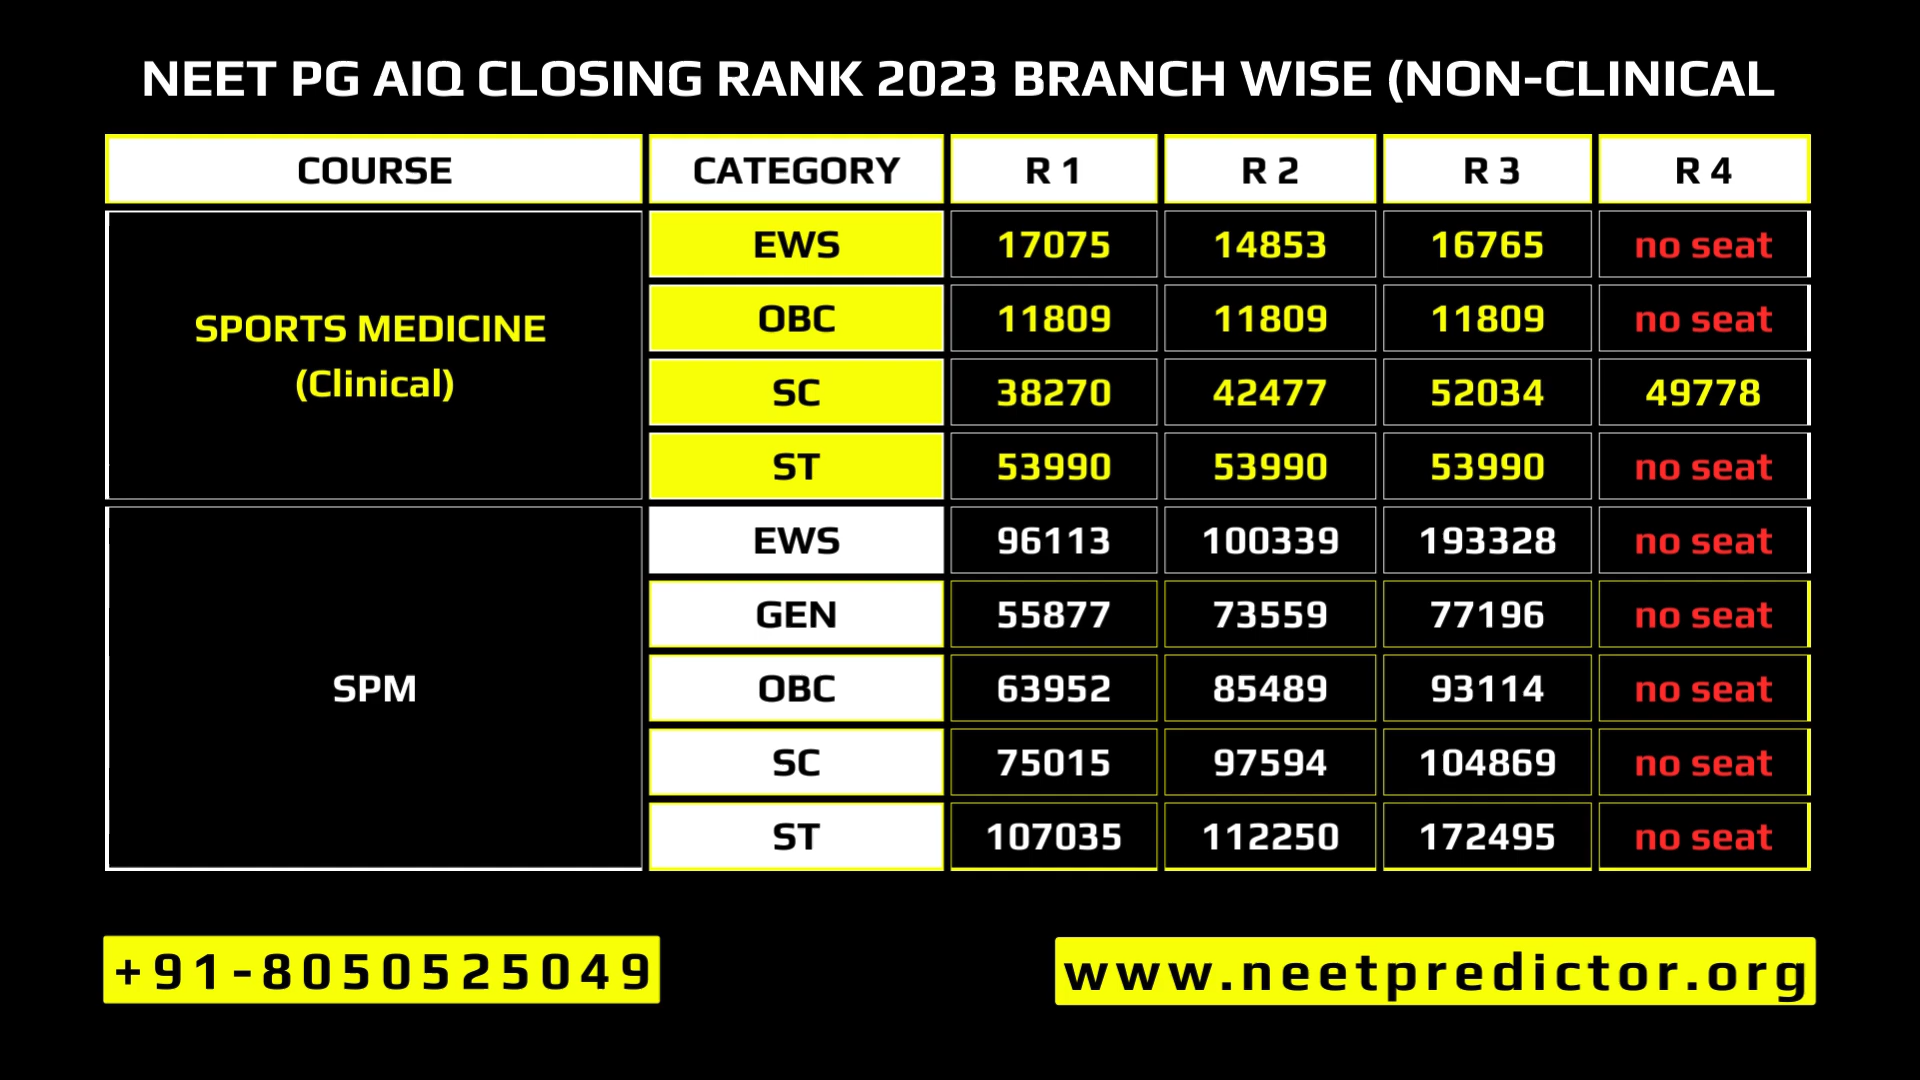 NEET PG AIQ CLOSING RANK 2023 BRANCH WISE (NON-CLINICAL
COURSE CATEGORY R 1 R 2 R 3 R 4
SPORTS MEDICINE
(Clinical)
EWS 17075 14853 16765 no seat
OBC 11809 11809 11809 no seat
SC 38270 42477 52034 49778
ST 53990 53990 53990 no seat
SPM
EWS 96113 100339 193328 no seat
GEN 55877 73559 77196 no seat
OBC 63952 85489 93114 no seat
SC 75015 97594 104869 no seat
ST 107035 112250 172495 no seat
+91-8050525049
www.neetpredictor.org